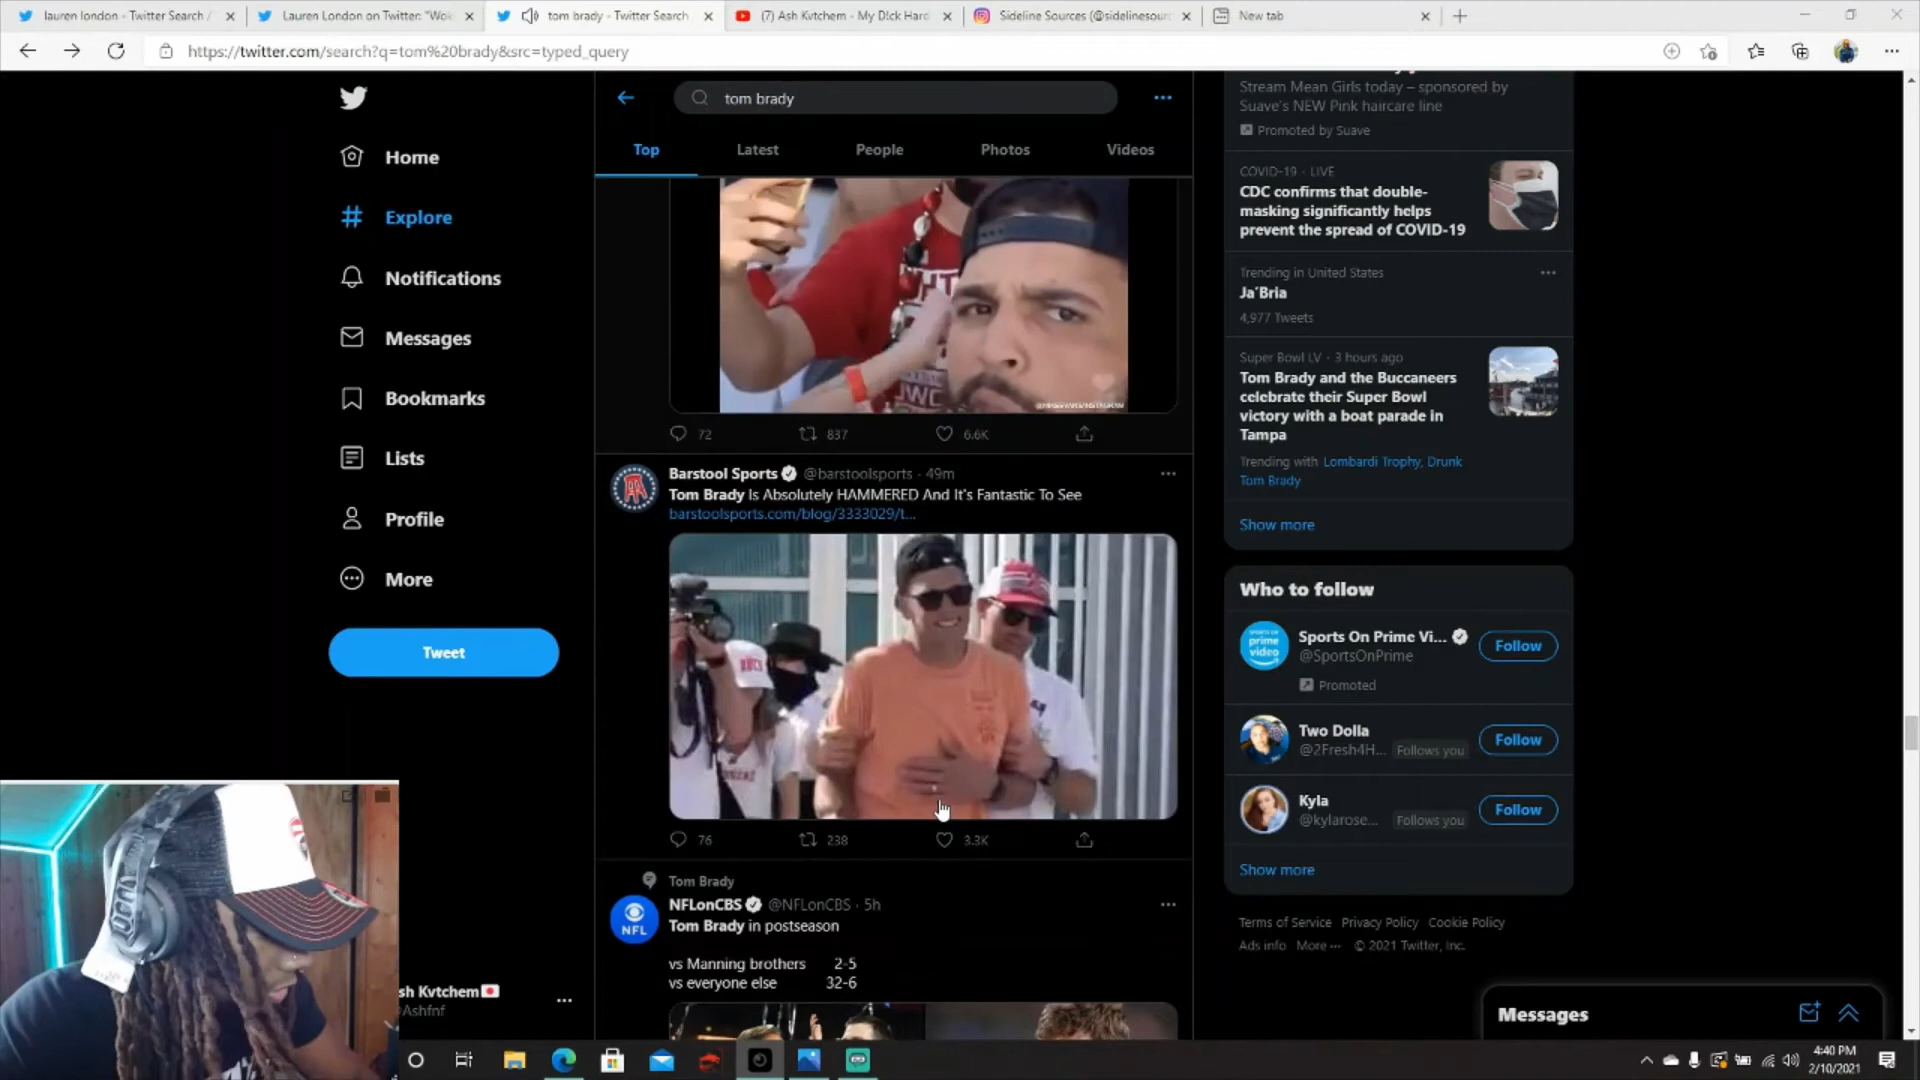 lauren london - Twitter Search /
Lauren London on Twitter: "Wok
tom brady - Twitter Search
(7) Ash Kvtchem - My D!ck Hard
Sideline Sources (@sidelinesourc
New tab
https://twitter.com/search?q=tom%20brady&src=typed_query
tom brady
Top
Latest
People
Photos
Videos
Home
Explore
Notifications
Messages
Bookmarks
Lists
Profile
More
Tweet
sh Kvtchem
Ashfnf
72
837
6.6K
Barstool Sports @barstoolsports · 49m
Tom Brady Is Absolutely HAMMERED And It's Fantastic To See
barstoolsports.com/blog/3333029/t...
76
238
3.3K
Tom Brady
NFLonCBS @NFLonCBS · 5h
NFL
Tom Brady in postseason
vs Manning brothers 2-5
vs everyone else 32-6
Stream Mean Girls today – sponsored by
Suave's NEW Pink haircare line
Promoted by Suave
COVID-19 · LIVE
CDC confirms that double-
masking significantly helps
prevent the spread of COVID-19
Trending in United States
Ja'Bria
4,977 Tweets
Super Bowl LV · 3 hours ago
Tom Brady and the Buccaneers
celebrate their Super Bowl
victory with a boat parade in
Tampa
Trending with Lombardi Trophy, Drunk
Tom Brady
Show more
Who to follow
Sports On Prime Vi...
@SportsOnPrime
Promoted
Follow
Two Dolla
@2Fresh4H... Follows you
Follow
Kyla
@kylarose... Follows you
Follow
Show more
Terms of Service Privacy Policy Cookie Policy
Ads info More ··· © 2021 Twitter, Inc.
Messages
4:40 PM
2/10/2021